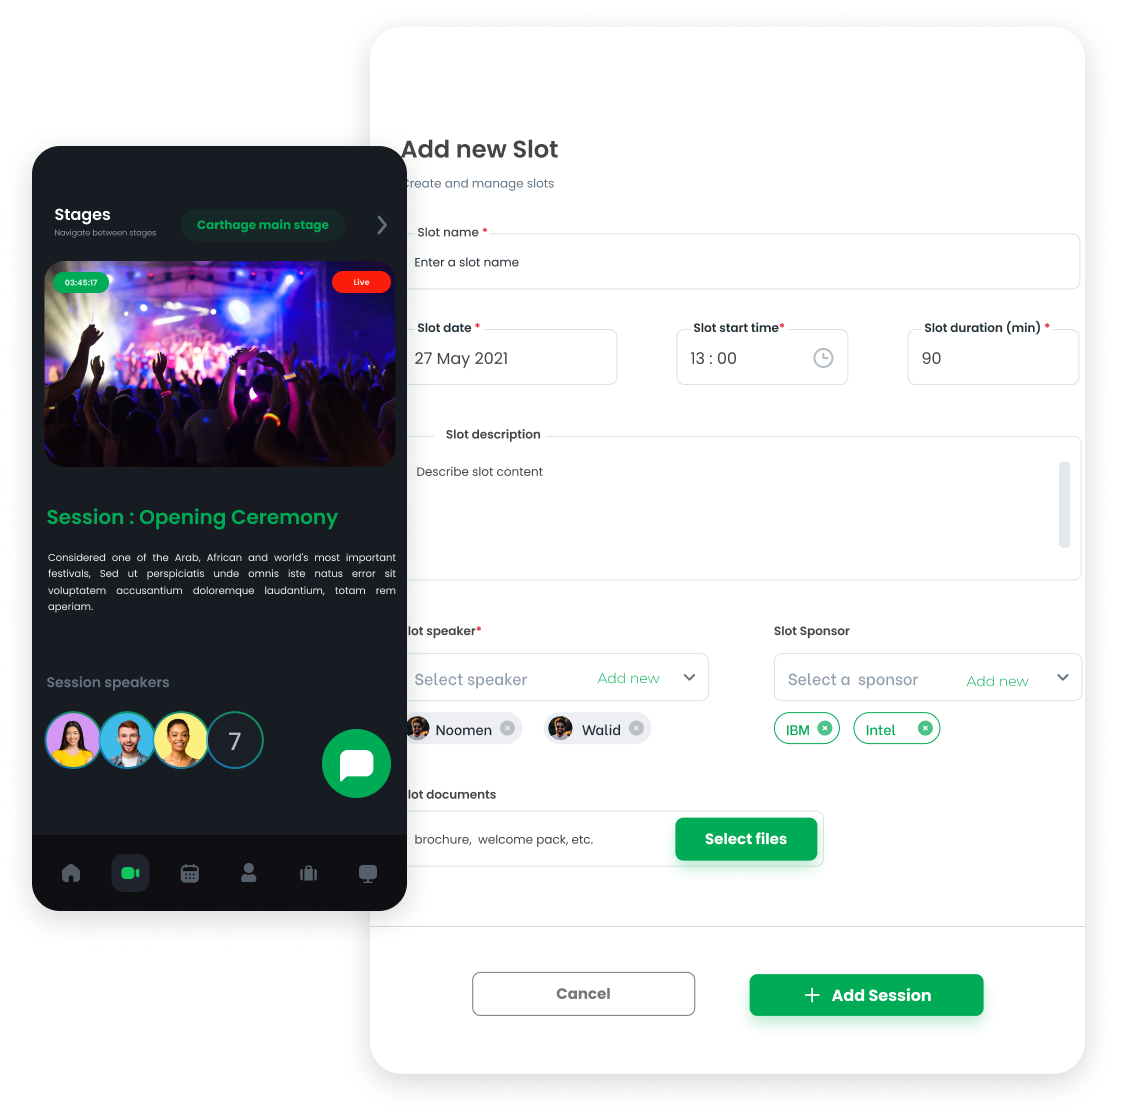 Add new Slot
Create and manage slots
Slot name *
Enter a slot name
Slot date *
27 May 2021
Slot start time*
13 : 00
Slot duration (min) *
90
Slot description
Describe slot content
lot speaker*
Select speaker
Add new
Noomen
Walid
Slot Sponsor
Select a sponsor
Add new
IBM
Intel
lot documents
brochure, welcome pack, etc.
Select files
Cancel
Add Session
Stages
Navigate between stages
Carthage main stage
03:45:17
Live
Session : Opening Ceremony
Considered one of the Arab, African and world's most important
festivals, Sed ut perspiciatis unde omnis iste natus error sit
voluptatem accusantium doloremque laudantium, totam rem
aperiam.
Session speakers
7